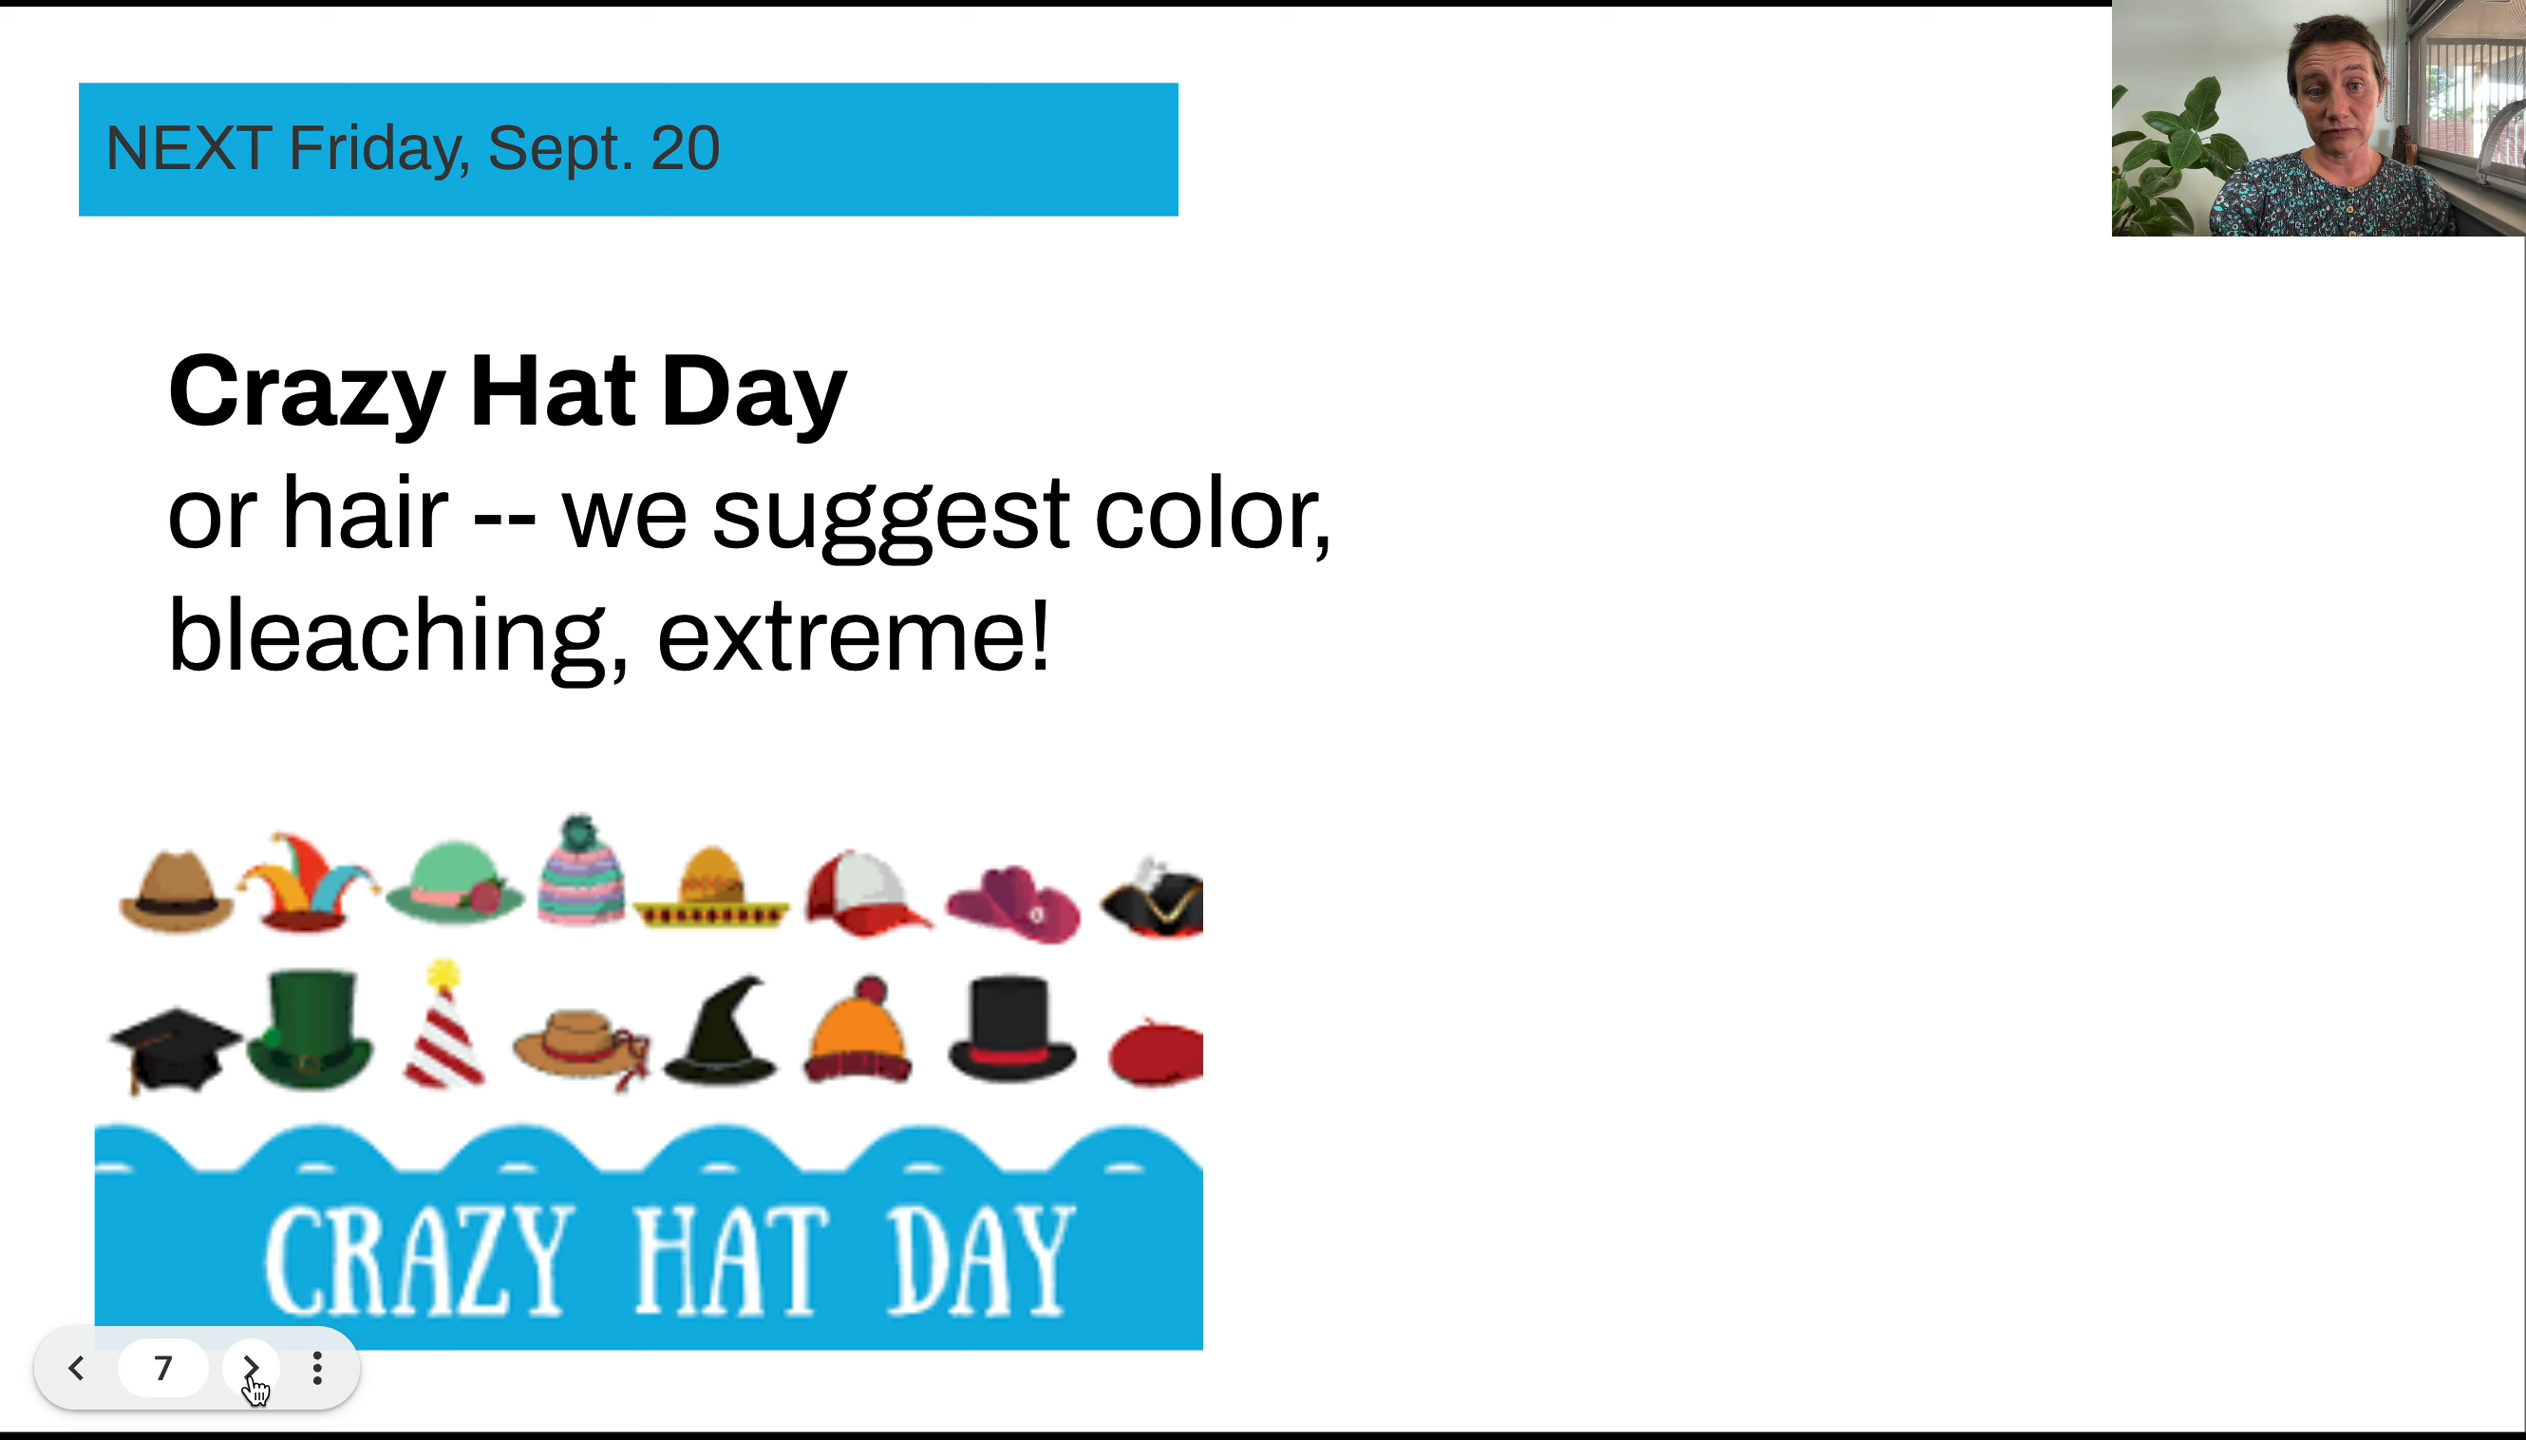 NEXT Friday, Sept. 20
Crazy Hat Day
or hair -- we suggest color,
bleaching, extreme!
CRAZY HAT DAY
7